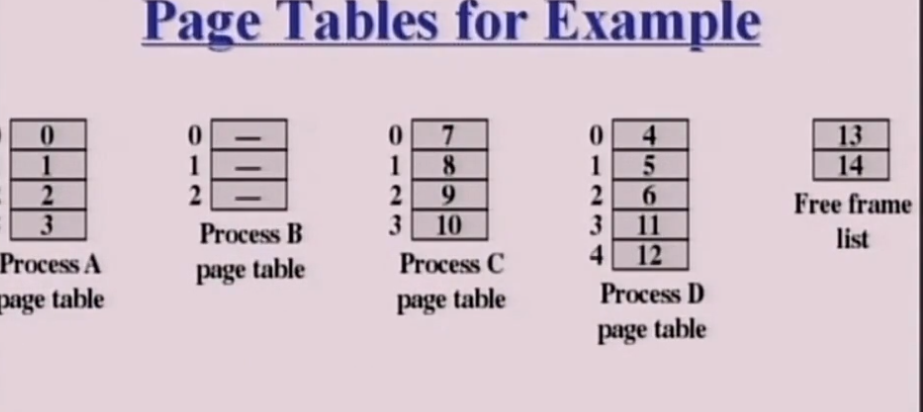 Page Tables for Example
0
1
2
3
Process A
page table
0 —
1 —
2 —
Process B
page table
0 7
1 8
2 9
3 10
Process C
page table
0 4
1 5
2 6
3 11
4 12
Process D
page table
13
14
Free frame
list